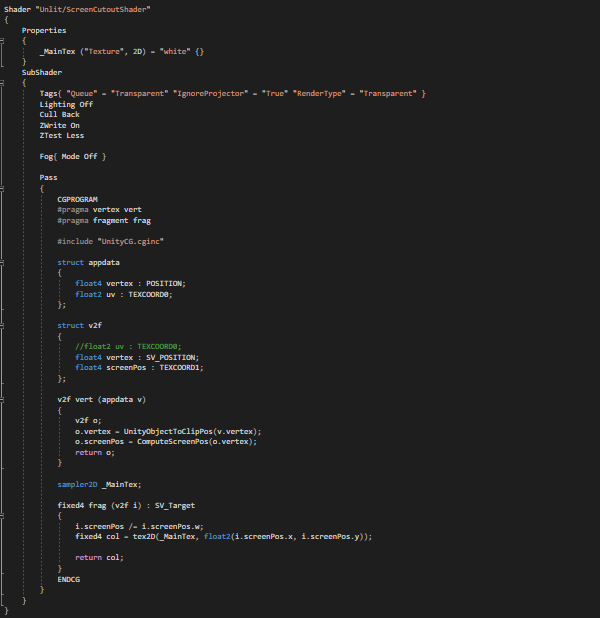 Shader "Unlit/ScreenCutoutShader"
{
Properties
{
_MainTex ("Texture", 2D) = "white" {}
}
SubShader
{
Tags{ "Queue" = "Transparent" "IgnoreProjector" = "True" "RenderType" = "Transparent" }
Lighting Off
Cull Back
ZWrite On
ZTest Less
Fog{ Mode Off }
Pass
{
CGPROGRAM
#pragma vertex vert
#pragma fragment frag
#include "UnityCG.cginc"
struct appdata
{
float4 vertex : POSITION;
float2 uv : TEXCOORD0;
};
struct v2f
{
//float2 uv : TEXCOORD0;
float4 vertex : SV_POSITION;
float4 screenPos : TEXCOORD1;
};
v2f vert (appdata v)
{
v2f o;
o.vertex = UnityObjectToClipPos(v.vertex);
o.screenPos = ComputeScreenPos(o.vertex);
return o;
}
sampler2D _MainTex;
fixed4 frag (v2f i) : SV_Target
{
i.screenPos /= i.screenPos.w;
fixed4 col = tex2D(_MainTex, float2(i.screenPos.x, i.screenPos.y));
return col;
}
ENDCG
}
}
}